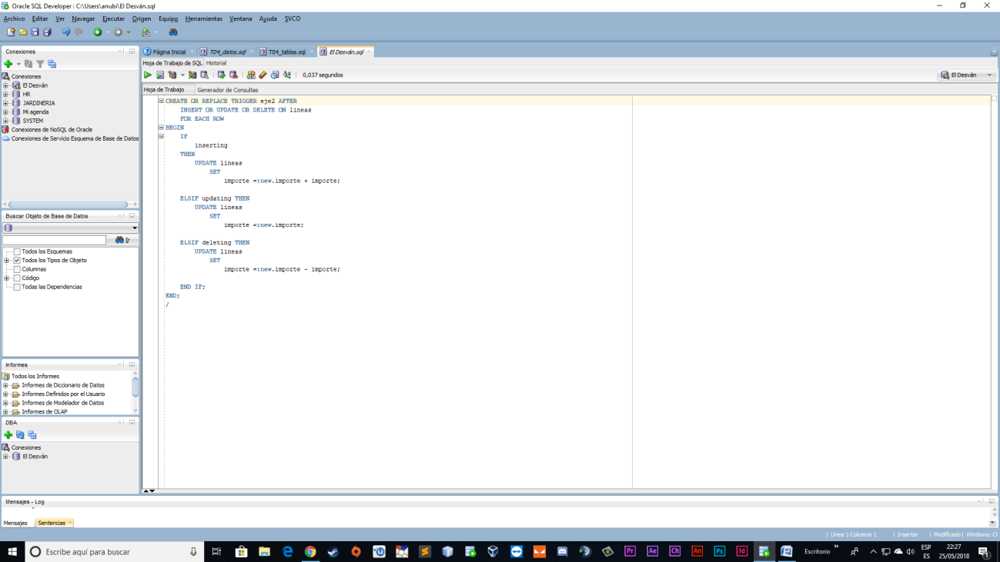 Oracle SQL Developer : C:\Users\anubi\El Desván.sql
Archivo Editar Ver Navegar Ejecutar Origen Equipo Herramientas Ventana Ayuda SVCO
Conexiones
Conexiones
El Desván
HR
JARDINERIA
Mi agenda
SYSTEM
Conexiones de NoSQL de Oracle
Conexiones de Servicio Esquema de Base de Datos
Buscar Objeto de Base de Datos
Ir
Todos los Esquemas
Todos los Tipos de Objeto
Columnas
Código
Todas las Dependencias
Informes
Todos los Informes
Informes de Diccionario de Datos
Informes Definidos por el Usuario
Informes de Modelador de Datos
Informes de OLAP
DBA
Conexiones
El Desván
Página Inicial T04_datos.sql T04_tablas.sql El Desván.sql
Hoja de Trabajo de SQL Historial
0,037 segundos
El Desván
Hoja de Trabajo Generador de Consultas
CREATE OR REPLACE TRIGGER eje2 AFTER
INSERT OR UPDATE OR DELETE ON lineas
FOR EACH ROW
BEGIN
IF
inserting
THEN
UPDATE lineas
SET
importe =:new.importe + importe;
ELSIF updating THEN
UPDATE lineas
SET
importe =:new.importe;
ELSIF deleting THEN
UPDATE lineas
SET
importe =:new.importe - importe;
END IF;
END;
/
Mensajes - Log
Mensajes Sentencias
Línea 1 Columna 1 Insertar Modificado Windows:
Escribe aquí para buscar
Pr Ae Ch An Ps Id
Escritorio
ESP
ES
22:27
25/05/2018